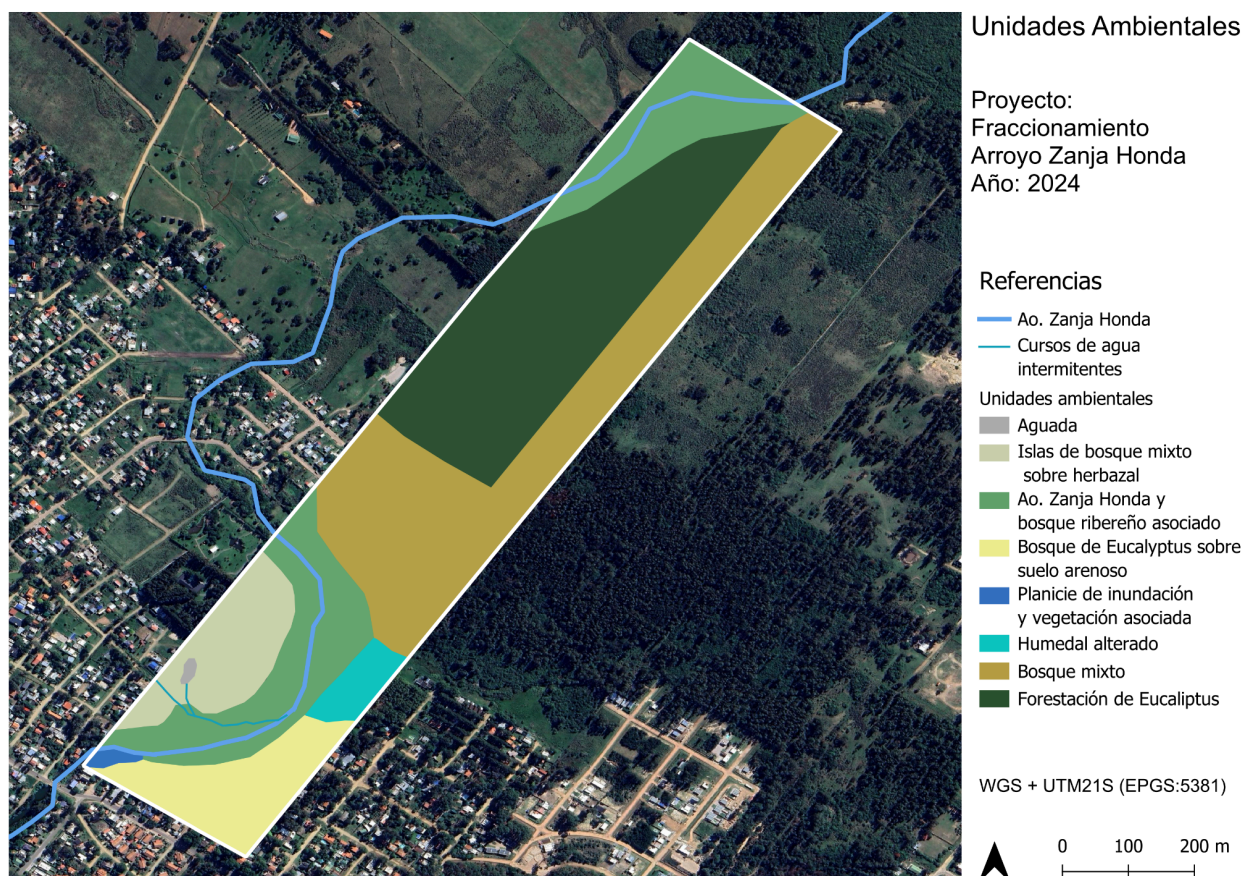 Unidades Ambientales
Proyecto:
Fraccionamiento
Arroyo Zanja Honda
Año: 2024
Referencias
Ao. Zanja Honda
Cursos de agua
intermitentes
Unidades ambientales
Aguada
Islas de bosque mixto
sobre herbazal
Ao. Zanja Honda y
bosque ribereño asociado
Bosque de Eucalyptus sobre
suelo arenoso
Planicie de inundación
y vegetación asociada
Humedal alterado
Bosque mixto
Forestación de Eucaliptus
WGS + UTM21S (EPGS:5381)
0 100 200 m